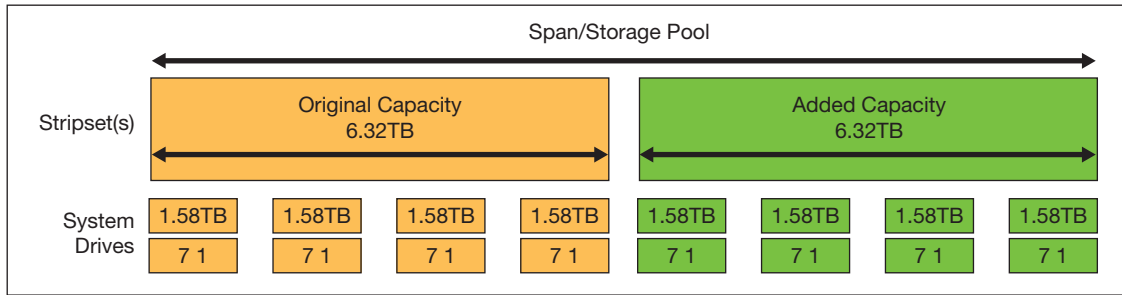 Span/Storage Pool
Stripset(s)
Original Capacity
6.32TB
Added Capacity
6.32TB
System
Drives
1.58TB 1.58TB 1.58TB 1.58TB 1.58TB 1.58TB 1.58TB 1.58TB
7 1 7 1 7 1 7 1 7 1 7 1 7 1 7 1